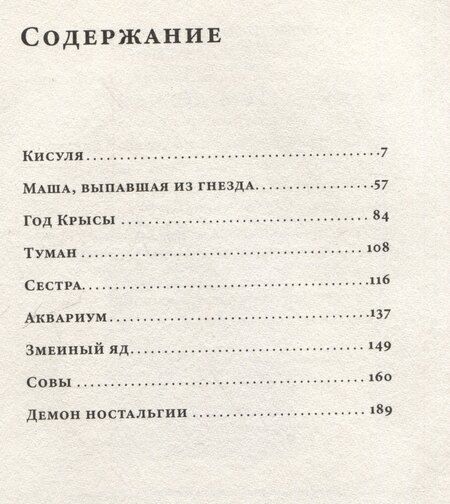 Содержание
Кисуля 7
Маша, выпавшая из гнезда 57
Год Крысы 84
Туман 108
Сестра 116
Аквариум 137
Змеиный яд 149
Совы 160
Демон ностальгии 189